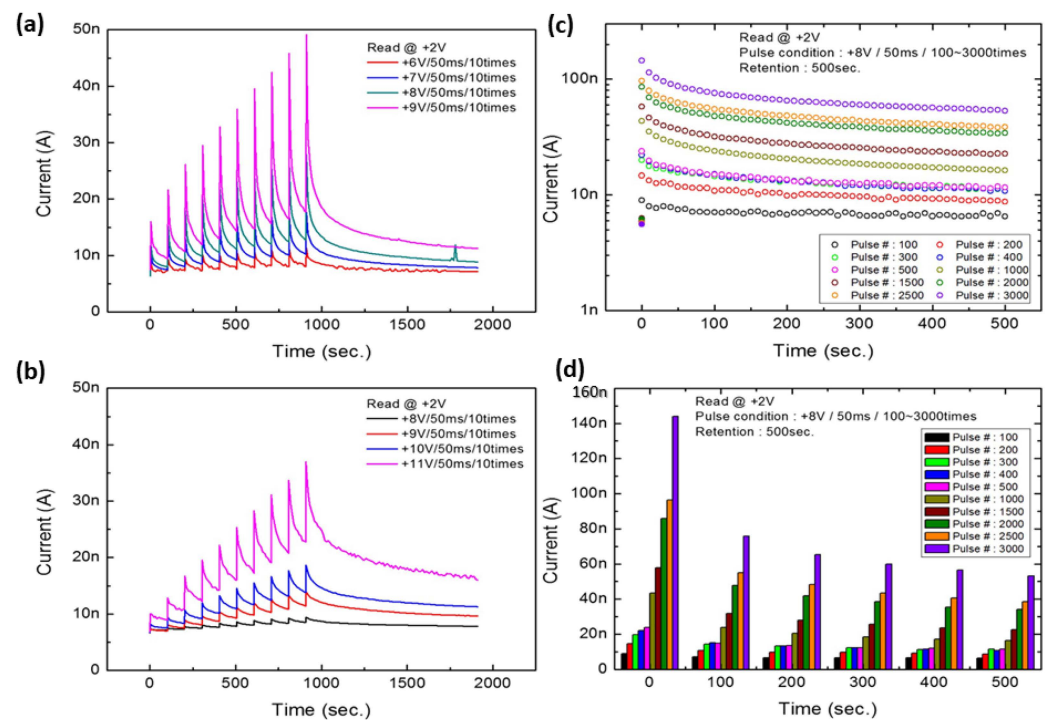 (a)
50n
40n
30n
20n
10n
0
Current (A)
Read @ +2V
+6V/50ms/10times
+7V/50ms/10times
+8V/50ms/10times
+9V/50ms/10times
0 500 1000 1500 2000
Time (sec.)
(b)
50n
40n
30n
20n
10n
0
Current (A)
Read @ +2V
+8V/50ms/10times
+9V/50ms/10times
+10V/50ms/10times
+11V/50ms/10times
0 500 1000 1500 2000
Time (sec.)
(c)
100n
10n
1n
Current (A)
Read @ +2V
Pulse condition : +8V / 50ms / 100~3000times
Retention : 500sec.
Pulse # : 100 Pulse # : 200
Pulse # : 300 Pulse # : 400
Pulse # : 500 Pulse # : 1000
Pulse # : 1500 Pulse # : 2000
Pulse # : 2500 Pulse # : 3000
0 100 200 300 400 500
Time (sec.)
(d)
160n
140n
120n
100n
80n
60n
40n
20n
0
Current (A)
Read @ +2V
Pulse condition : +8V / 50ms / 100~3000times
Retention : 500sec.
Pulse # : 100
Pulse # : 200
Pulse # : 300
Pulse # : 400
Pulse # : 500
Pulse # : 1000
Pulse # : 1500
Pulse # : 2000
Pulse # : 2500
Pulse # : 3000
0 100 200 300 400 500
Time (sec.)